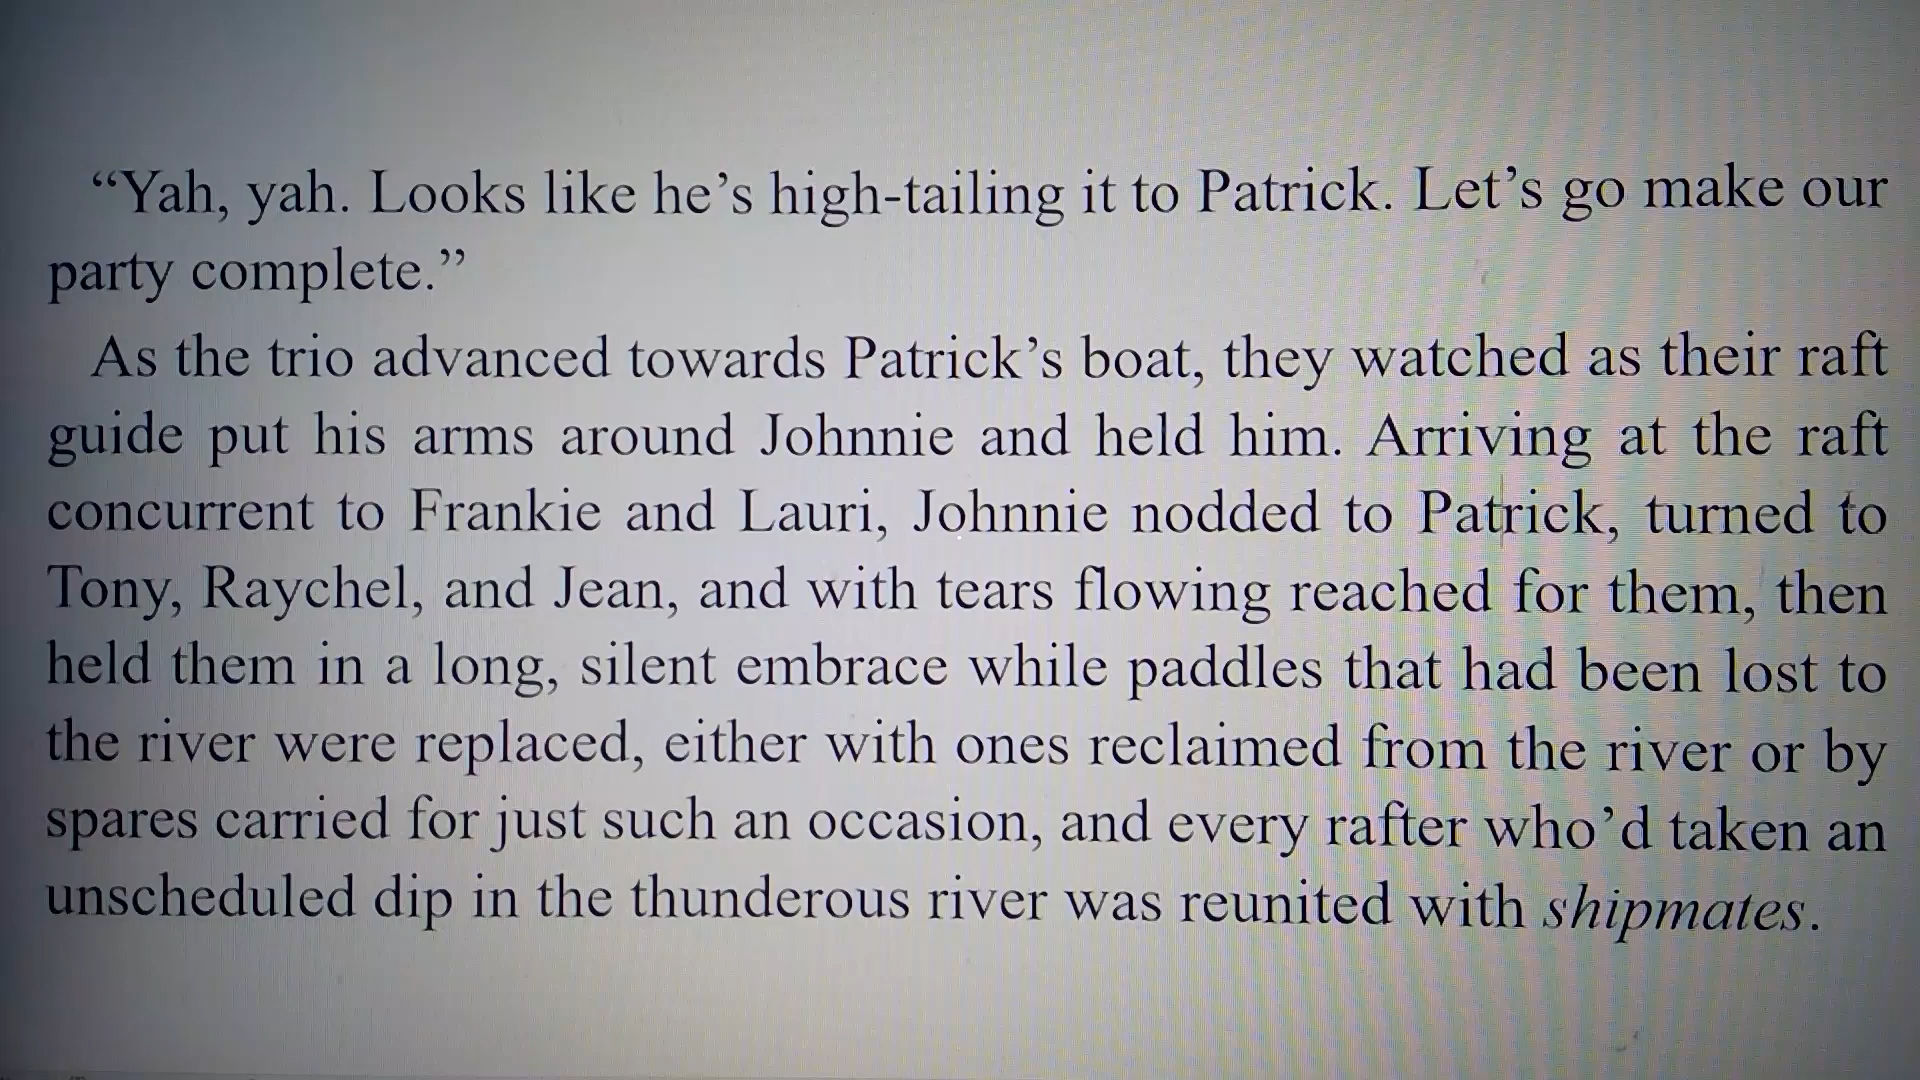 “Yah, yah. Looks like he’s high-tailing it to Patrick. Let’s go make our
party complete.”
As the trio advanced towards Patrick’s boat, they watched as their raft
guide put his arms around Johnnie and held him. Arriving at the raft
concurrent to Frankie and Lauri, Johnnie nodded to Patrick, turned to
Tony, Raychel, and Jean, and with tears flowing reached for them, then
held them in a long, silent embrace while paddles that had been lost to
the river were replaced, either with ones reclaimed from the river or by
spares carried for just such an occasion, and every rafter who’d taken an
unscheduled dip in the thunderous river was reunited with shipmates.